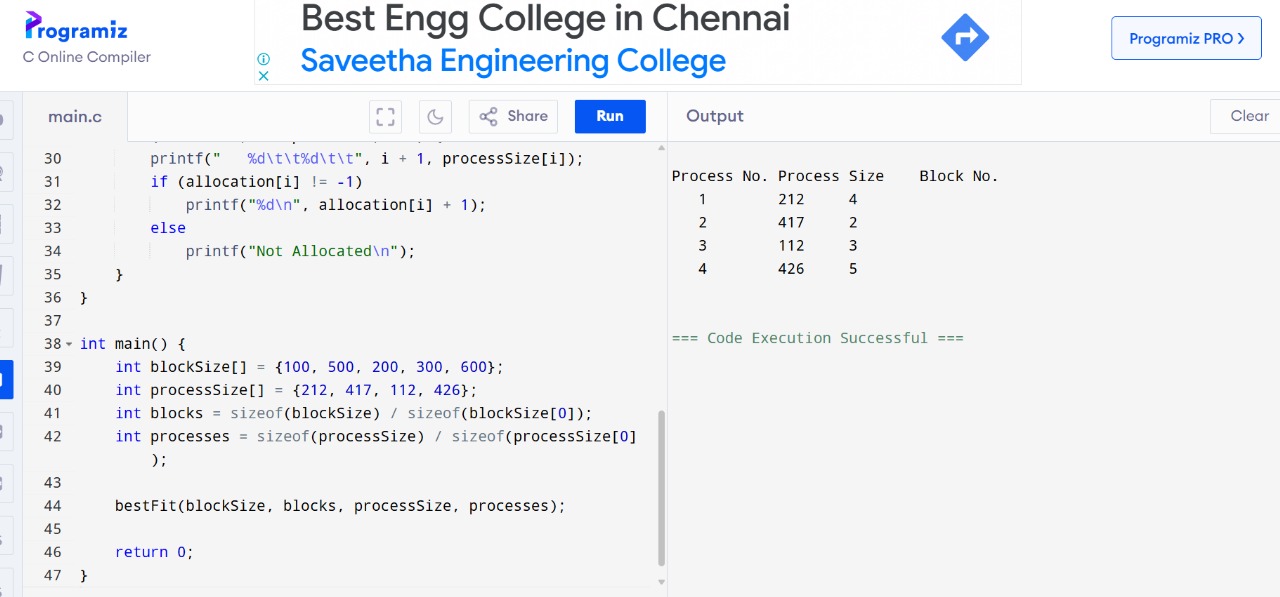 Programiz
C Online Compiler
Best Engg College in Chennai
Saveetha Engineering College
Programiz PRO
main.c
Share
Run
Output
Clear
30 printf("   %d\t\t%d\t\t", i + 1, processSize[i]);
31 if (allocation[i] != -1)
32 printf("%d\n", allocation[i] + 1);
33 else
34 printf("Not Allocated\n");
35 }
36 }
37
38 int main() {
39 int blockSize[] = {100, 500, 200, 300, 600};
40 int processSize[] = {212, 417, 112, 426};
41 int blocks = sizeof(blockSize) / sizeof(blockSize[0]);
42 int processes = sizeof(processSize) / sizeof(processSize[0]
);
43
44 bestFit(blockSize, blocks, processSize, processes);
45
46 return 0;
47 }
Process No. Process Size    Block No.
1 212 4
2 417 2
3 112 3
4 426 5
=== Code Execution Successful ===